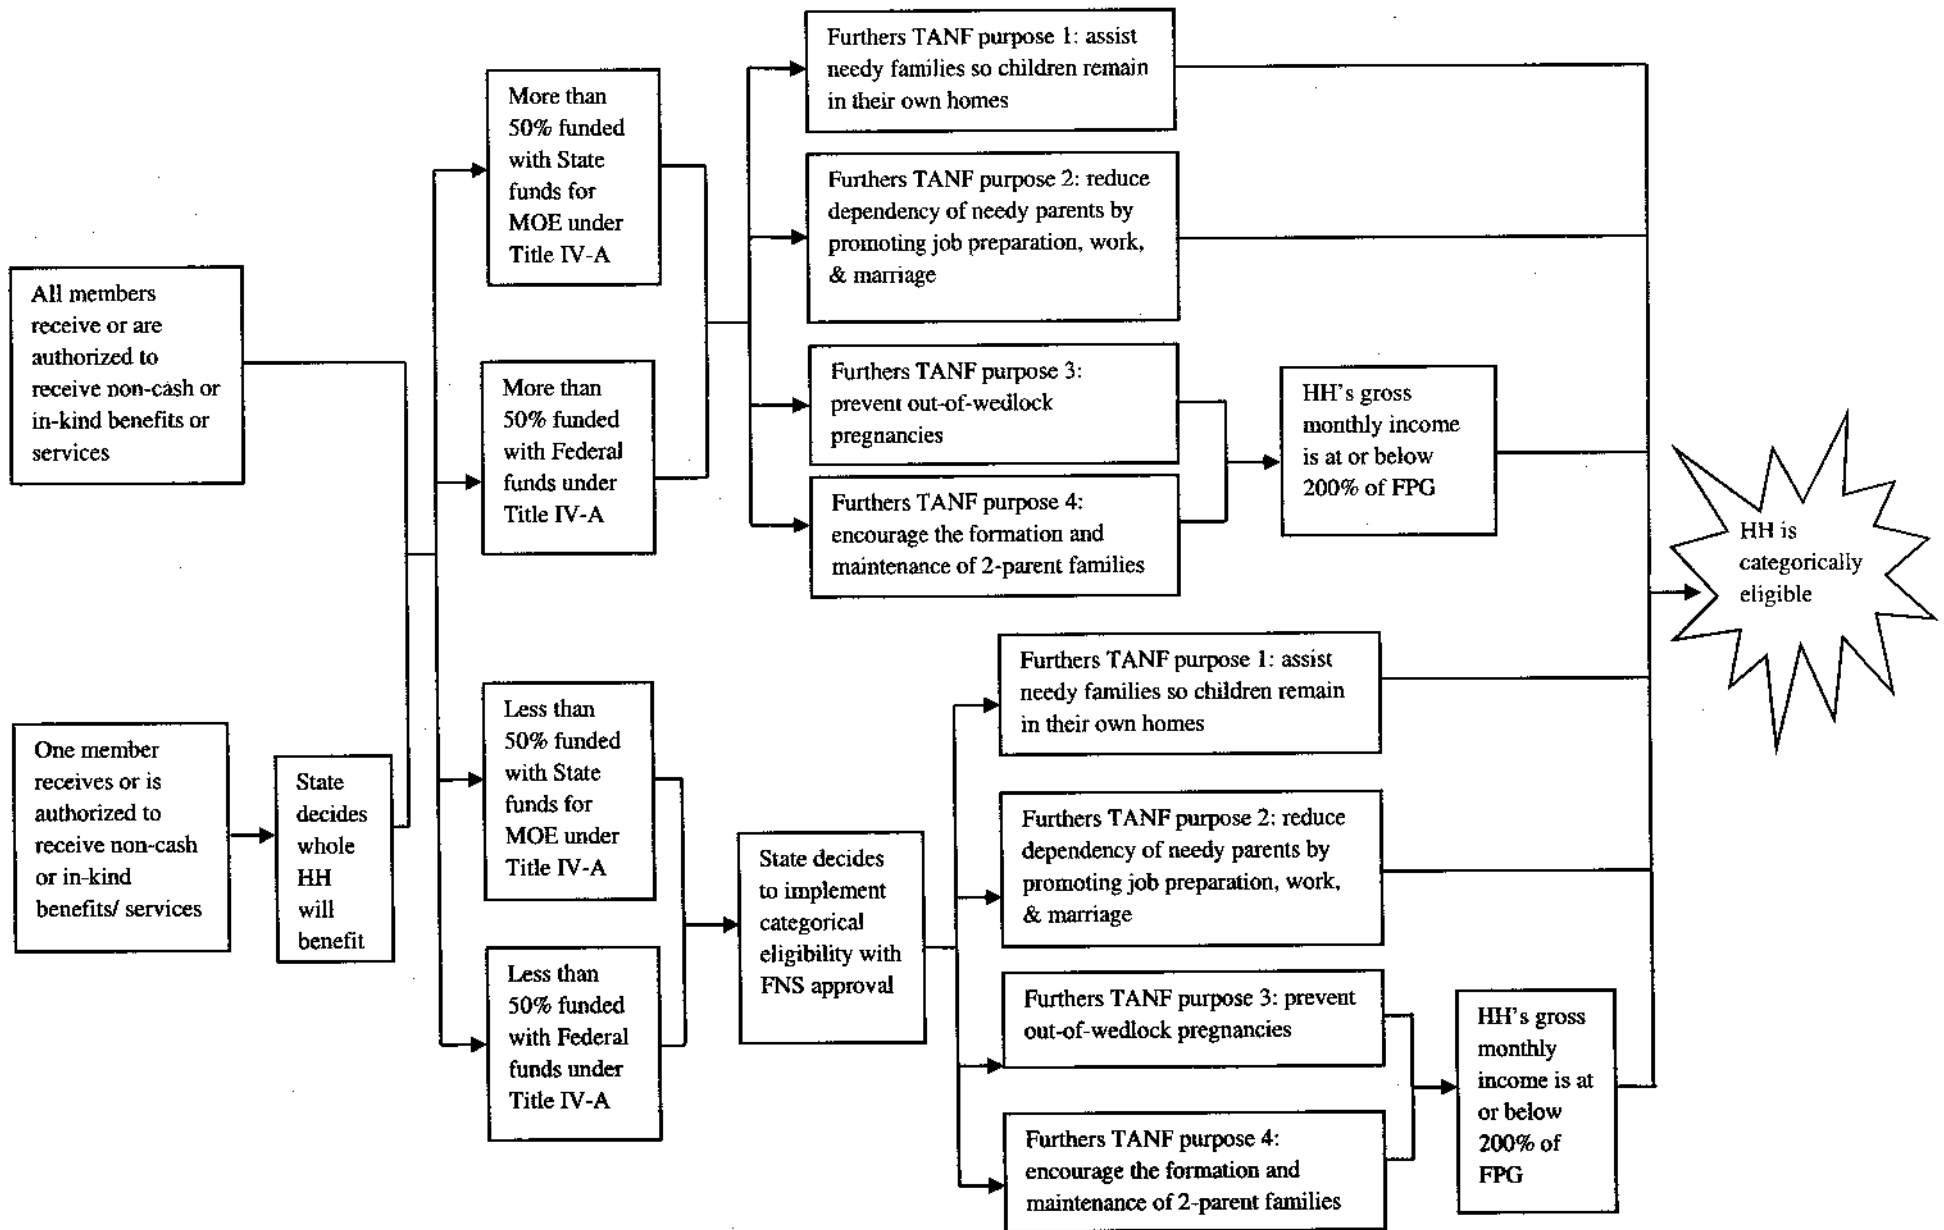 All members
receive or are
authorized to
receive non-cash or
in-kind benefits or
services
One member
receives or is
authorized to
receive non-cash
or in-kind
benefits/ services
State
decides
whole
HH
will
benefit
More than
50% funded
with State
funds for
MOE under
Title IV-A
More than
50% funded
with Federal
funds under
Title IV-A
Less than
50% funded
with State
funds for
MOE under
Title IV-A
Less than
50% funded
with Federal
funds under
Title IV-A
State decides
to implement
categorical
eligibility with
FNS approval
Furthers TANF purpose 1: assist
needy families so children remain
in their own homes
Furthers TANF purpose 2: reduce
dependency of needy parents by
promoting job preparation, work,
& marriage
Furthers TANF purpose 3:
prevent out-of-wedlock
pregnancies
Furthers TANF purpose 4:
encourage the formation and
maintenance of 2-parent families
HH's gross
monthly income
is at or below
200% of FPG
Furthers TANF purpose 1: assist
needy families so children remain
in their own homes
Furthers TANF purpose 2: reduce
dependency of needy parents by
promoting job preparation, work,
& marriage
Furthers TANF purpose 3: prevent
out-of-wedlock pregnancies
Furthers TANF purpose 4:
encourage the formation and
maintenance of 2-parent families
HH's gross
monthly
income is at
or below
200% of
FPG
HH is
categorically
eligible